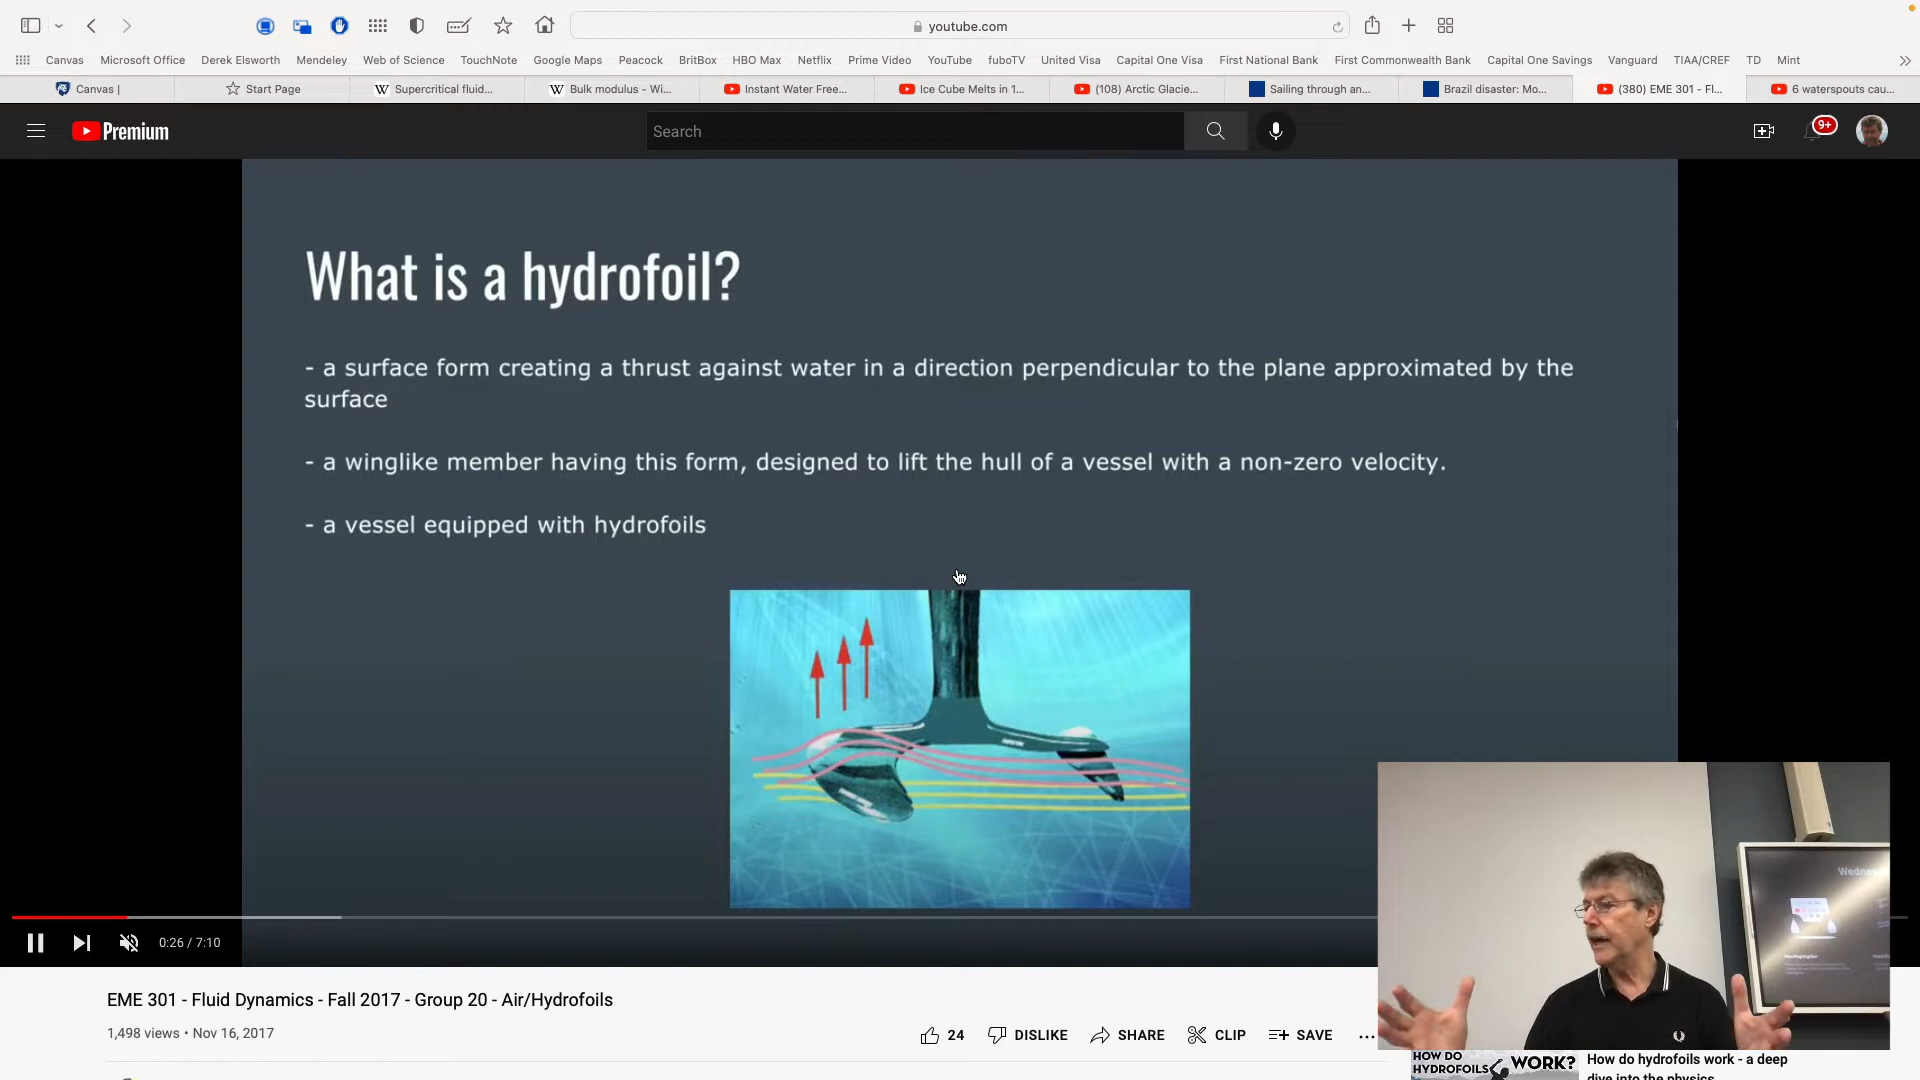 youtube.com
Canvas Microsoft Office Derek Elsworth Mendeley Web of Science TouchNote Google Maps Peacock BritBox HBO Max Netflix Prime Video YouTube fuboTV United Visa Capital One Visa First National Bank First Commonwealth Bank Capital One Savings Vanguard TIAA/CREF TD Mint
Canvas | Start Page Supercritical fluid... Bulk modulus - Wi... Instant Water Free... Ice Cube Melts in 1... (108) Arctic Glacie... Sailing through an... Brazil disaster: Mo... (380) EME 301 - Fl... 6 waterspouts cau...
Premium Search 9+
What is a hydrofoil?
- a surface form creating a thrust against water in a direction perpendicular to the plane approximated by the
surface
- a winglike member having this form, designed to lift the hull of a vessel with a non-zero velocity.
- a vessel equipped with hydrofoils
0:26 / 7:10
EME 301 - Fluid Dynamics - Fall 2017 - Group 20 - Air/Hydrofoils
1,498 views • Nov 16, 2017
24 DISLIKE SHARE CLIP SAVE ...
HOW DO
HYDROFOILS WORK?
How do hydrofoils work - a deep
dive into the physics